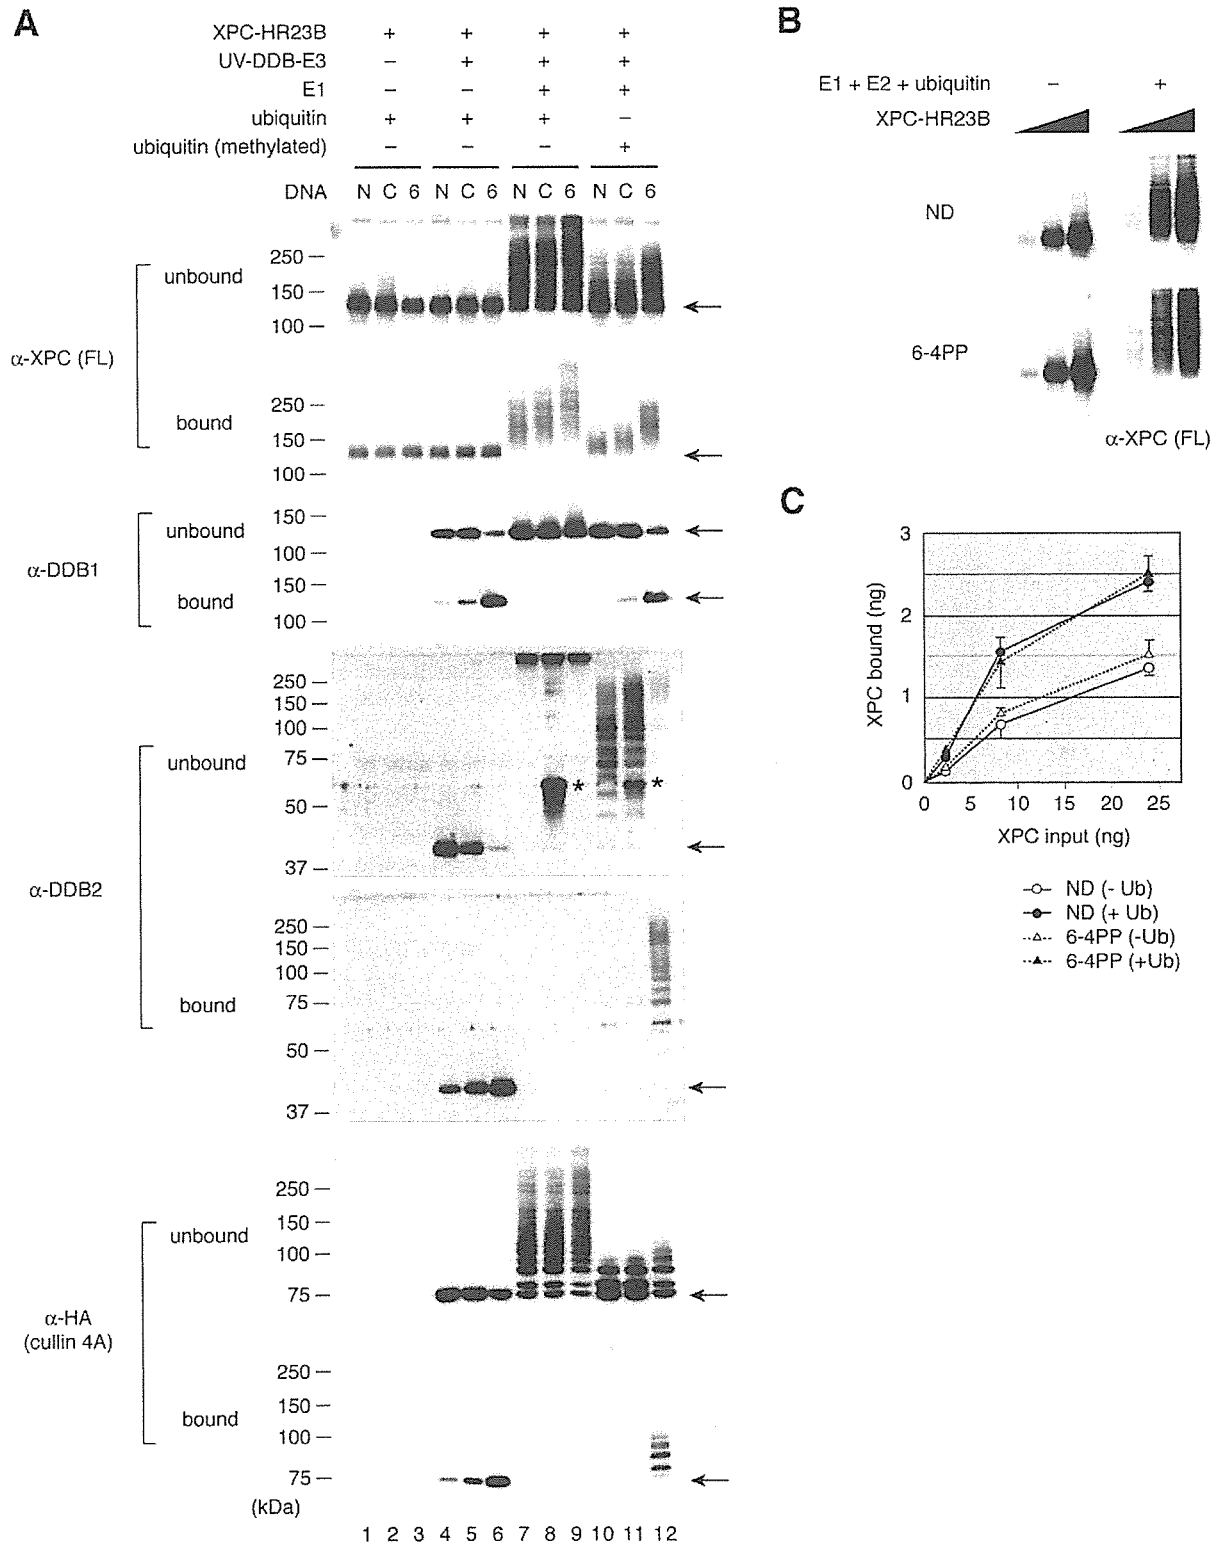 A
XPC-HR23B + + + +
UV-DDB-E3 – + + +
E1 – – + +
ubiquitin + + + –
ubiquitin (methylated) – – – +
DNA N C 6 N C 6 N C 6 N C 6
α-XPC (FL)
unbound
250
150
100
bound
250
150
100
α-DDB1
unbound
150
100
bound
150
100
α-DDB2
unbound
250
150
100
75
50
37
* *
bound
250
150
100
75
50
37
α-HA
(cullin 4A)
unbound
250
150
100
75
bound
250
150
100
75
(kDa)
1 2 3 4 5 6 7 8 9 10 11 12
B
E1 + E2 + ubiquitin – +
XPC-HR23B
ND
6-4PP
α-XPC (FL)
C
XPC bound (ng)
3
2
1
0
0 5 10 15 20 25
XPC input (ng)
ND (- Ub)
ND (+ Ub)
6-4PP (-Ub)
6-4PP (+Ub)